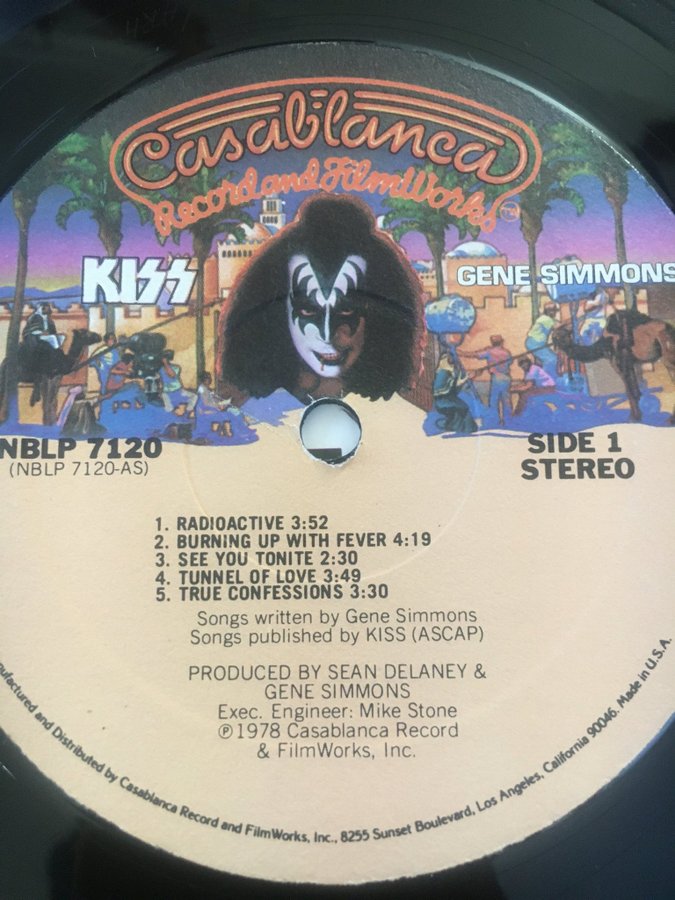 Casablanca
Record and FilmWorks
TM
KISS
GENE SIMMONS
NBLP 7120
(NBLP 7120-AS)
SIDE 1
STEREO
1. RADIOACTIVE 3:52
2. BURNING UP WITH FEVER 4:19
3. SEE YOU TONITE 2:30
4. TUNNEL OF LOVE 3:49
5. TRUE CONFESSIONS 3:30
Songs written by Gene Simmons
Songs published by KISS (ASCAP)
PRODUCED BY SEAN DELANEY &
GENE SIMMONS
Exec. Engineer: Mike Stone
℗1978 Casablanca Record
& FilmWorks, Inc.
nufactured and Distributed by Casablanca Record and FilmWorks, Inc., 8255 Sunset Boulevard, Los Angeles, California 90046. Made in U.S.A.